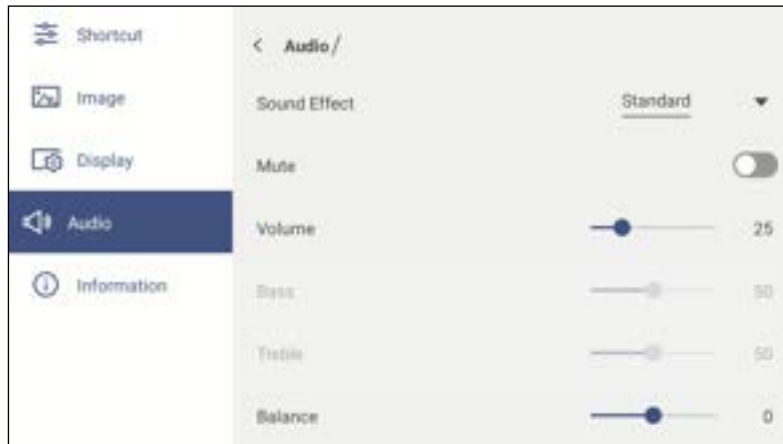 Shortcut
Image
Display
Audio
Information
< Audio/
Sound Effect Standard
Mute
Volume 25
Bass 50
Treble 50
Balance 0